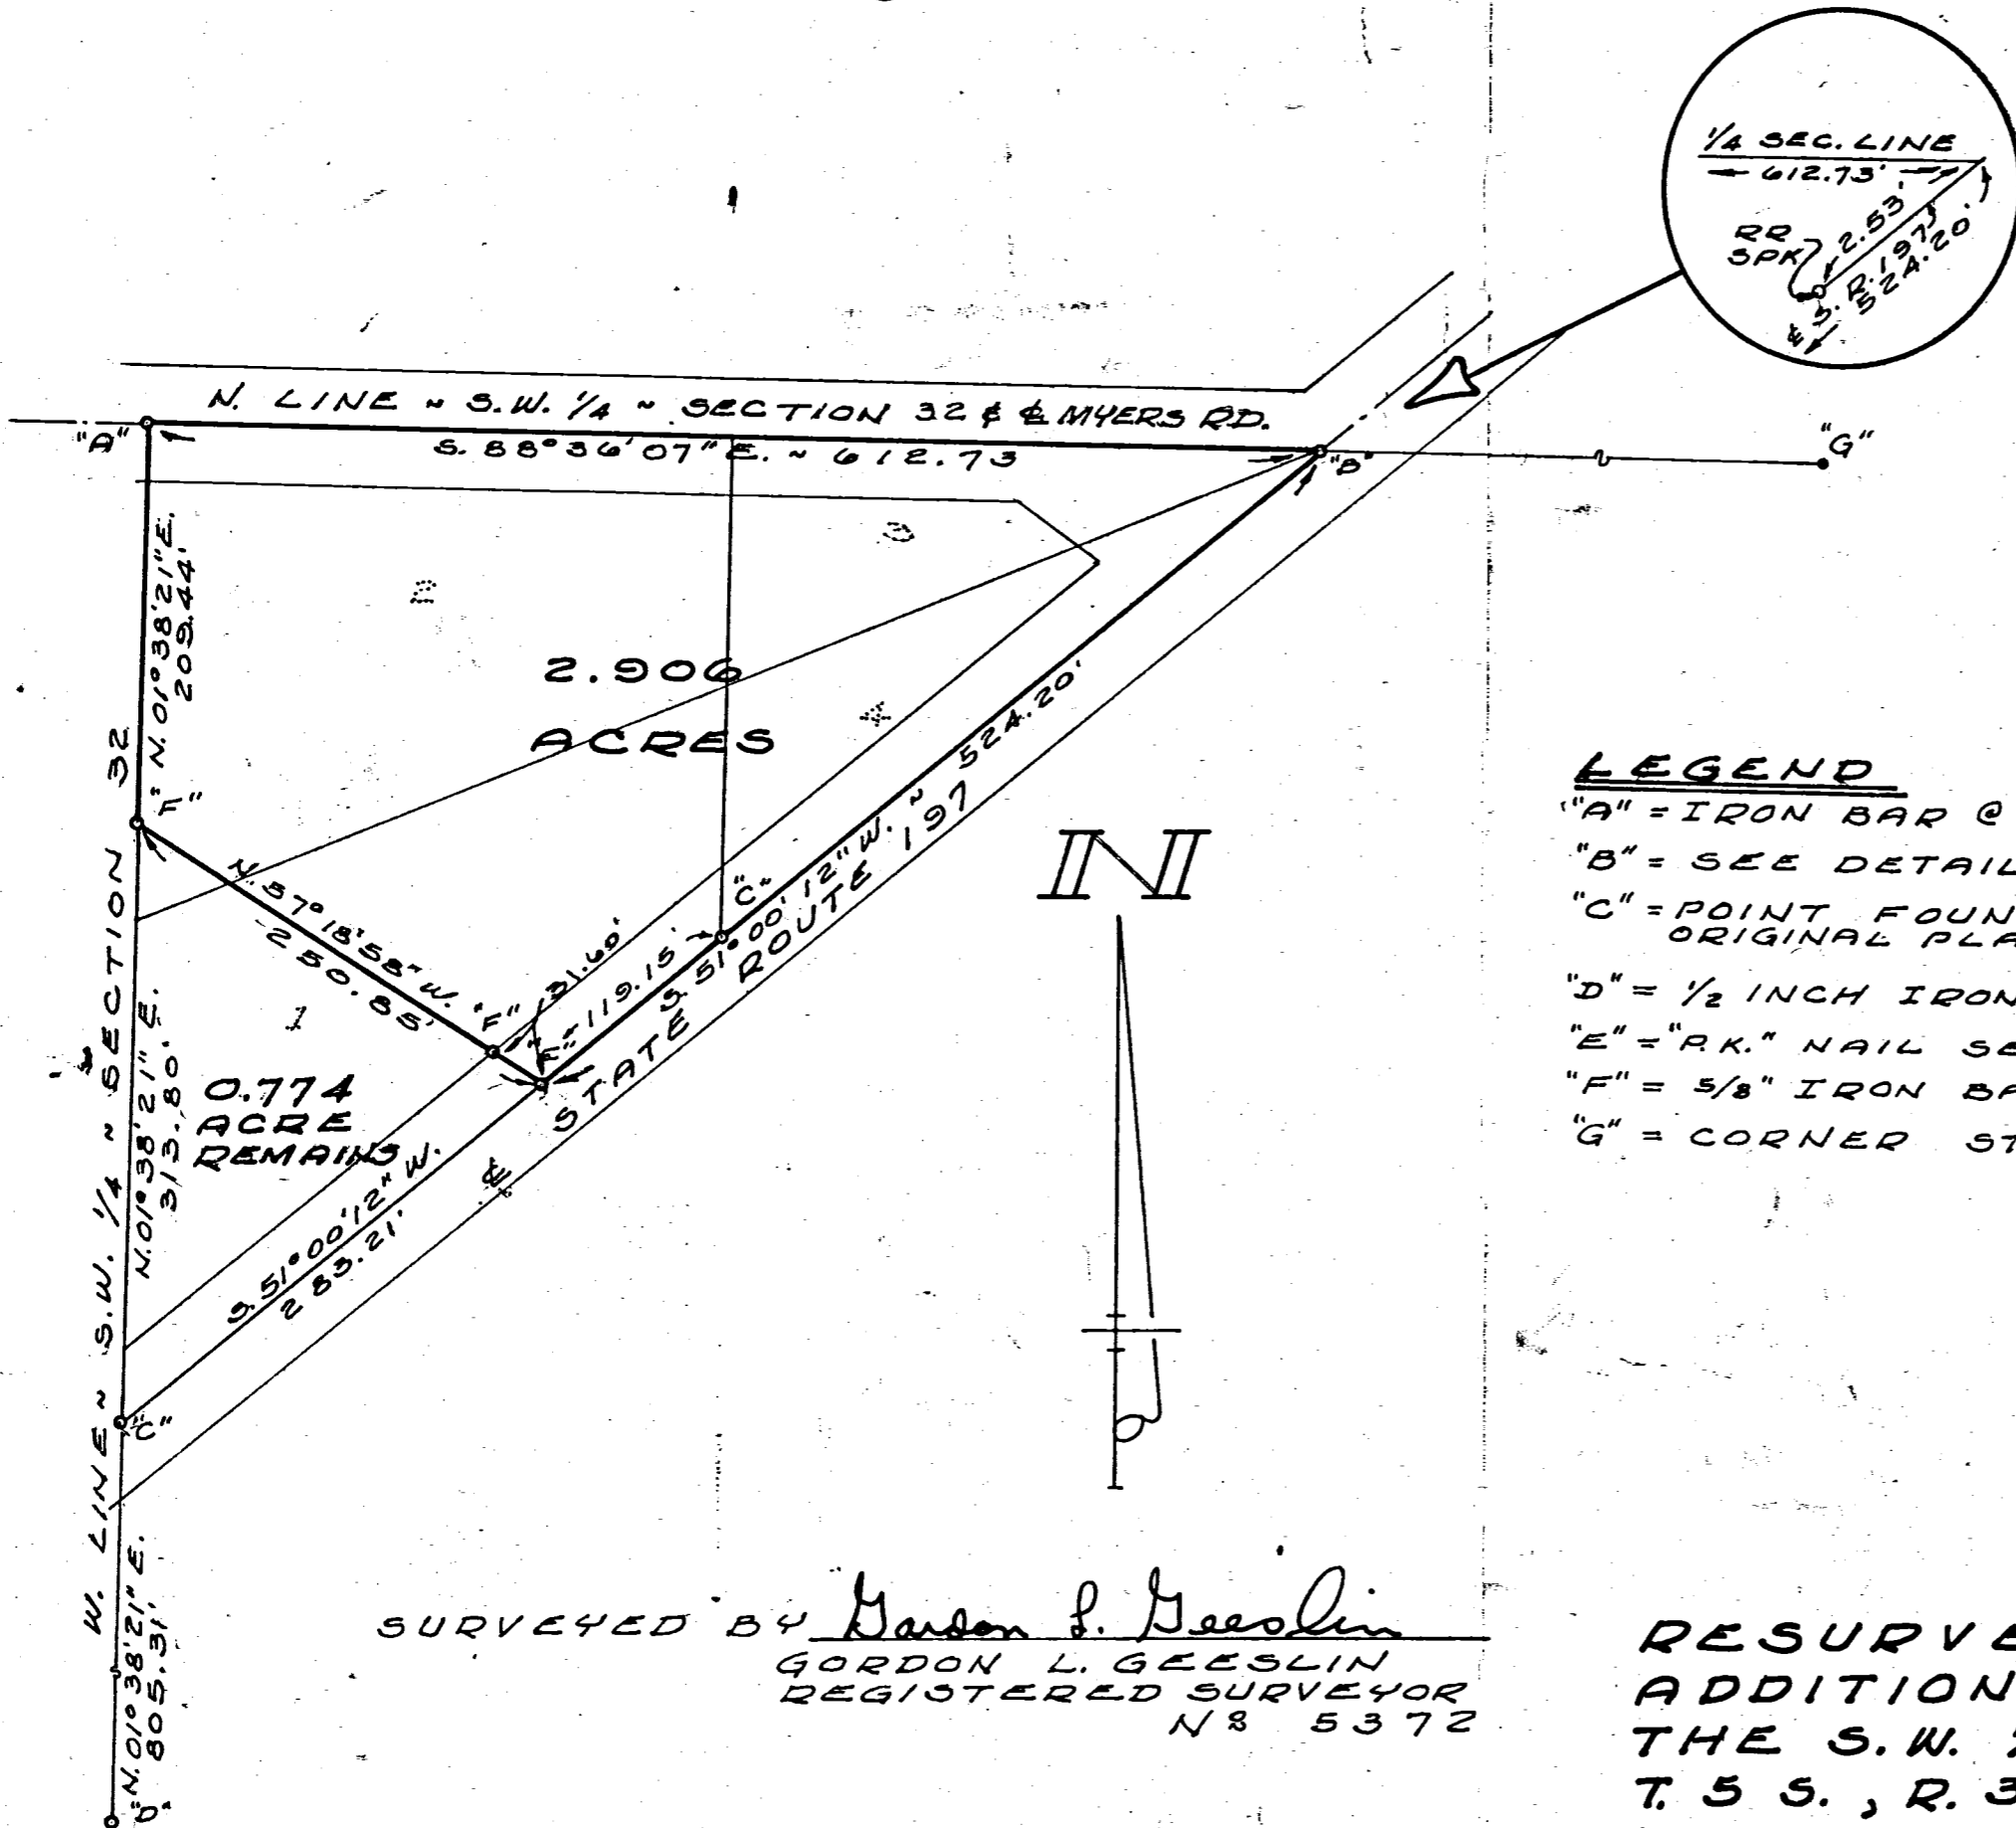 1/4 SEC. LINE
612.73'
2.53'
RR
SPK
S.R. 197
524.20'
℄
N. LINE ~ S.W. 1/4 ~ SECTION 32 & ℄ MYERS RD.
"A"
S. 88°36'07" E. ~ 612.73
"B"
"G"
N. 01°38'21" E.
209.44'
2
3
2.906
ACRES
4
"F"
N. 57°18'58" W.
250.85'
"F"
31.60'
"E"
119.15'
"C"
S. 51°00'12" W. ~ 524.20'
STATE ROUTE 197
℄
1
0.774
ACRE
REMAINS
N. 01°38'21" E.
313.80'
S. 51°00'12" W.
283.21'
W. LINE ~ S.W. 1/4 ~ SECTION 32
"C"
N. 01°38'21" E.
805.31'
"D"
N
LEGEND
"A" = IRON BAR @
"B" = SEE DETAIL
"C" = POINT FOUN
ORIGINAL PLA
"D" = 1/2 INCH IRON
"E" = "P.K." NAIL SE
"F" = 5/8" IRON BA
"G" = CORNER ST
SURVEYED BY Gordon L. Geeslin
GORDON L. GEESLIN
REGISTERED SURVEYOR
Nº 5372
RESURVE
ADDITION
THE S.W.
T. 5 S., R. 3